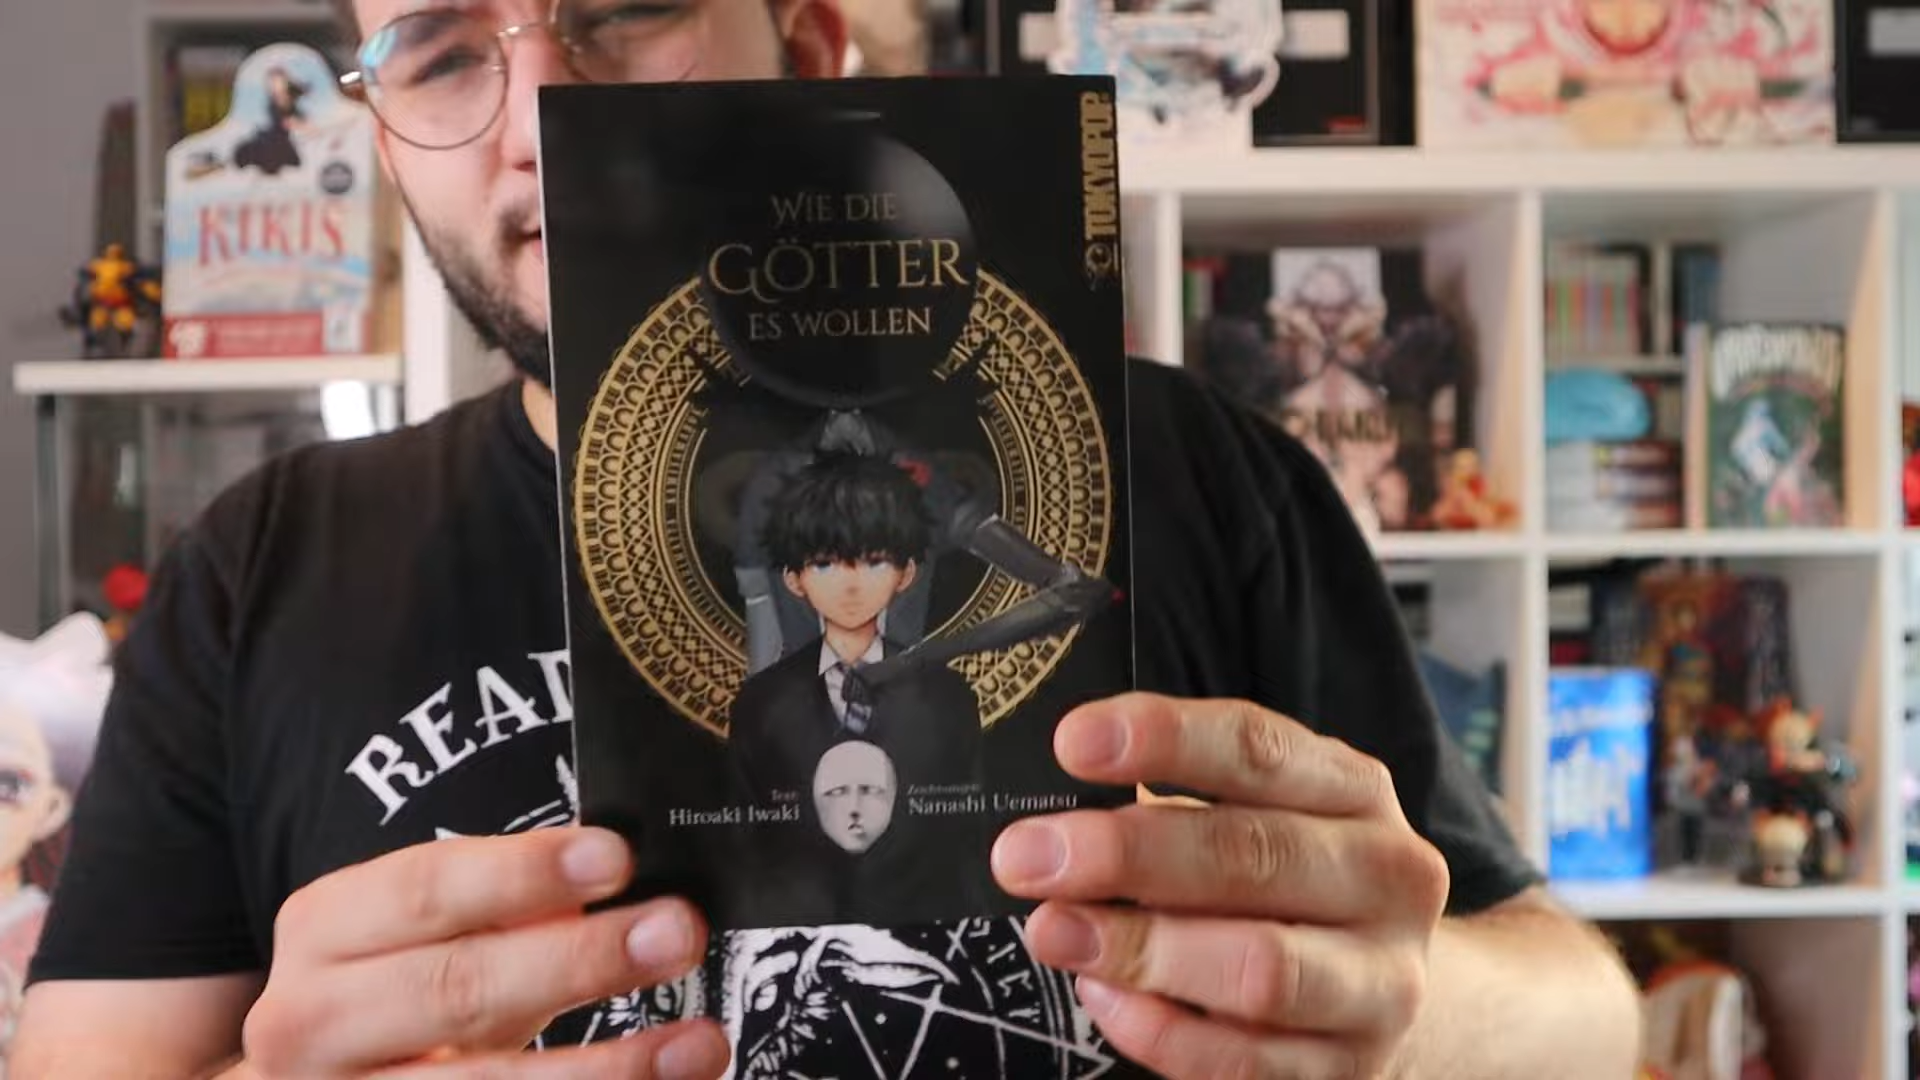 KIKIS
TOKYOPOP
WIE DIE
GÖTTER
ES WOLLEN
READ
Text:
Hiroaki Iwaki
Zeichnungen:
Nanashi Uematsu